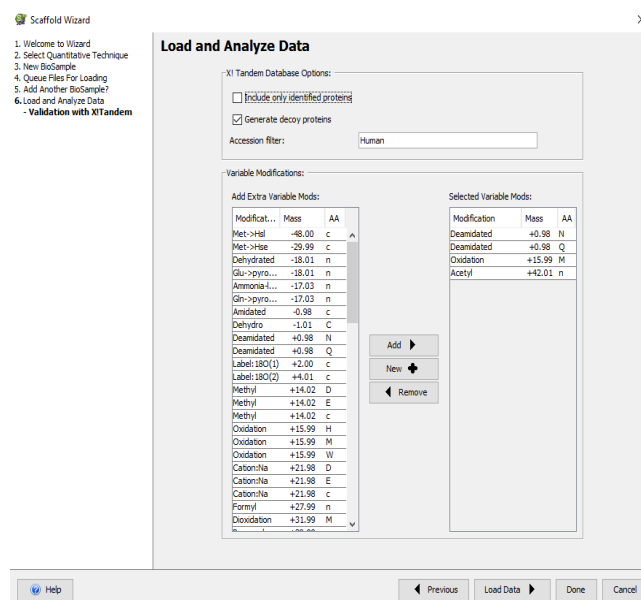 Scaffold Wizard
1. Welcome to Wizard
2. Select Quantitative Technique
3. New BioSample
4. Queue Files For Loading
5. Add Another BioSample?
6. Load and Analyze Data
- Validation with X!Tandem
Load and Analyze Data
X! Tandem Database Options:
Include only identified proteins
Generate decoy proteins
Accession filter: Human
Variable Modifications:
Add Extra Variable Mods:
Modificat... Mass AA
Met->Hsl -48.00 c
Met->Hse -29.99 c
Dehydrated -18.01 n
Glu->pyro... -18.01 n
Ammonia-l... -17.03 n
Gln->pyro... -17.03 n
Amidated -0.98 c
Dehydro -1.01 C
Deamidated +0.98 N
Deamidated +0.98 Q
Label:18O(1) +2.00 c
Label:18O(2) +4.01 c
Methyl +14.02 D
Methyl +14.02 E
Methyl +14.02 c
Oxidation +15.99 H
Oxidation +15.99 M
Oxidation +15.99 W
Cation:Na +21.98 D
Cation:Na +21.98 E
Cation:Na +21.98 c
Formyl +27.99 n
Dioxidation +31.99 M
Add
New
Remove
Selected Variable Mods:
Modification Mass AA
Deamidated +0.98 N
Deamidated +0.98 Q
Oxidation +15.99 M
Acetyl +42.01 n
Help
Previous
Load Data
Done
Cancel